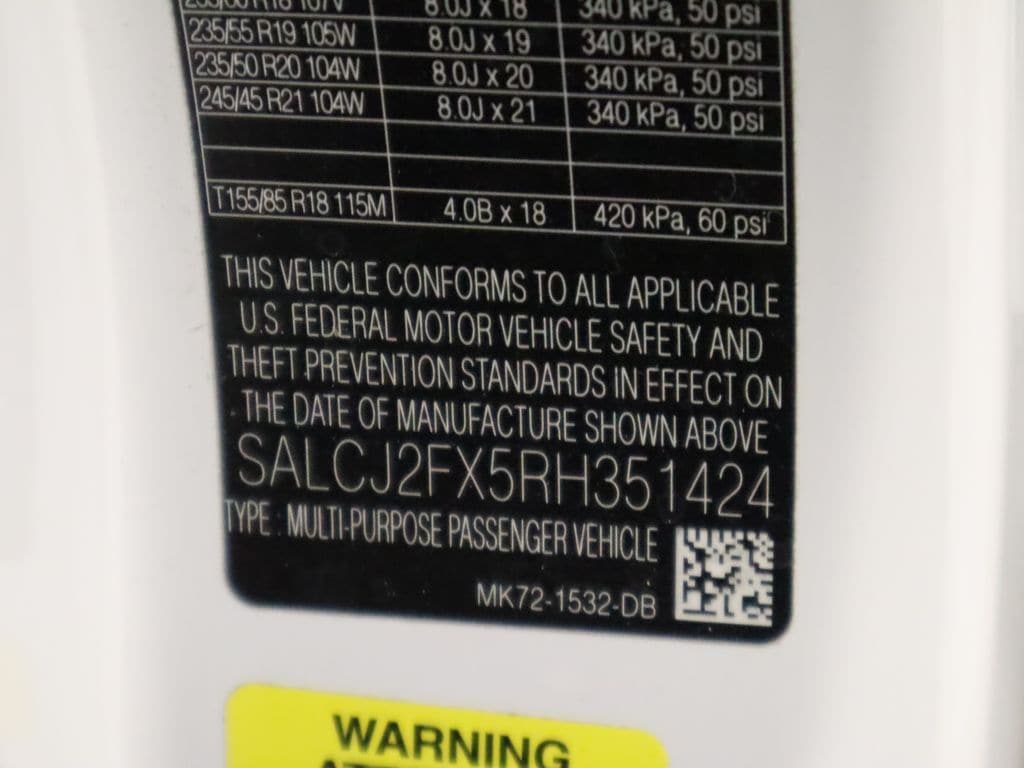 235/60 R18 107V 8.0J x 18 340 kPa, 50 psi
235/55 R19 105W 8.0J x 19 340 kPa, 50 psi
235/50 R20 104W 8.0J x 20 340 kPa, 50 psi
245/45 R21 104W 8.0J x 21 340 kPa, 50 psi
T155/85 R18 115M 4.0B x 18 420 kPa, 60 psi
THIS VEHICLE CONFORMS TO ALL APPLICABLE
U.S. FEDERAL MOTOR VEHICLE SAFETY AND
THEFT PREVENTION STANDARDS IN EFFECT ON
THE DATE OF MANUFACTURE SHOWN ABOVE
SALCJ2FX5RH351424
TYPE : MULTI-PURPOSE PASSENGER VEHICLE
MK72-1532-DB
WARNING